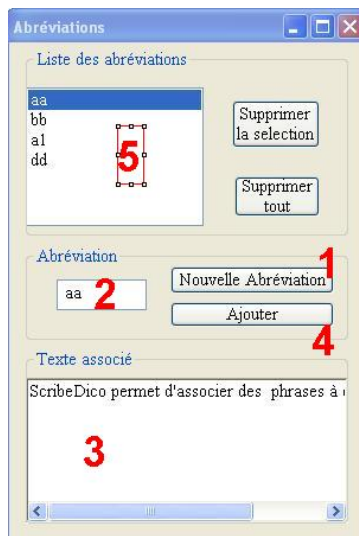 Abréviations
Liste des abréviations
aa
bb
a1
dd
5
Supprimer
la selection
Supprimer
tout
Abréviation
1
aa
2
Nouvelle Abréviation
Ajouter
4
Texte associé
ScribeDico permet d'associer des phrases à
3